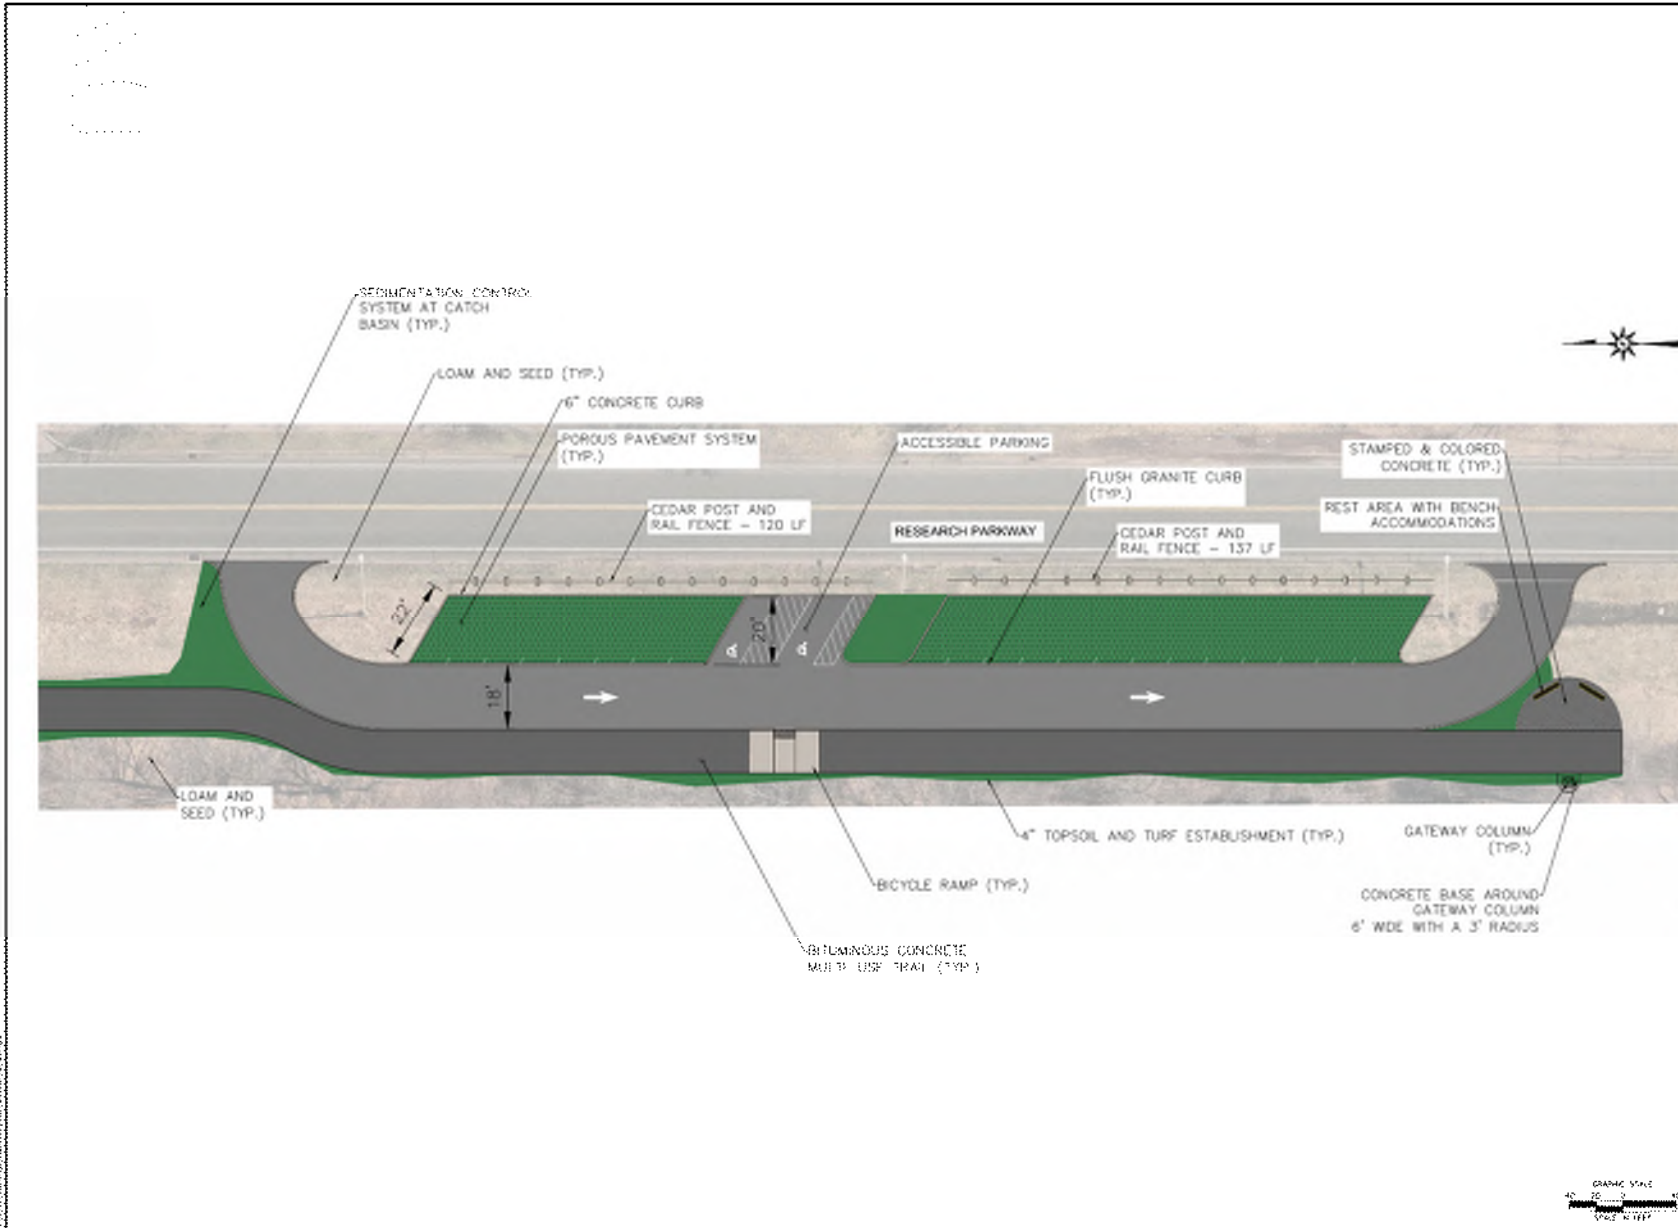 SEDIMENTATION CONTROL
SYSTEM AT CATCH
BASIN (TYP.)
LOAM AND SEED (TYP.)
6" CONCRETE CURB
POROUS PAVEMENT SYSTEM
(TYP.)
ACCESSIBLE PARKING
STAMPED & COLORED
CONCRETE (TYP.)
FLUSH GRANITE CURB
(TYP.)
CEDAR POST AND
RAIL FENCE – 120 LF
REST AREA WITH BENCH
ACCOMMODATIONS
RESEARCH PARKWAY
CEDAR POST AND
RAIL FENCE – 137 LF
22'
20'
18'
LOAM AND
SEED (TYP.)
4" TOPSOIL AND TURF ESTABLISHMENT (TYP.)
GATEWAY COLUMN
(TYP.)
BICYCLE RAMP (TYP.)
CONCRETE BASE AROUND
GATEWAY COLUMN
6' WIDE WITH A 3' RADIUS
BITUMINOUS CONCRETE
MULTI USE TRAIL (TYP.)
GRAPHIC SCALE
SCALE IN FEET